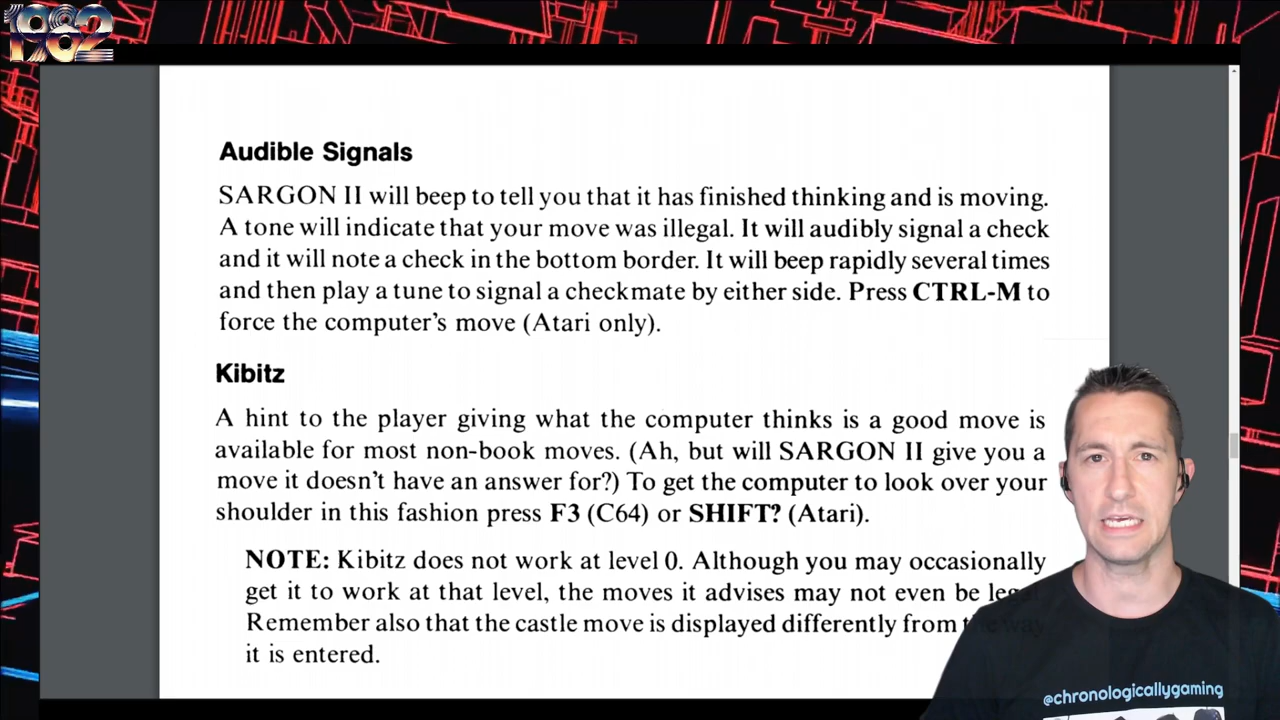 1982
Audible Signals
SARGON II will beep to tell you that it has finished thinking and is moving.
A tone will indicate that your move was illegal. It will audibly signal a check
and it will note a check in the bottom border. It will beep rapidly several times
and then play a tune to signal a checkmate by either side. Press CTRL-M to
force the computer's move (Atari only).
Kibitz
A hint to the player giving what the computer thinks is a good move is
available for most non-book moves. (Ah, but will SARGON II give you a
move it doesn't have an answer for?) To get the computer to look over your
shoulder in this fashion press F3 (C64) or SHIFT? (Atari).
NOTE: Kibitz does not work at level 0. Although you may occasionally
get it to work at that level, the moves it advises may not even be
Remember also that the castle move is displayed differently from
it is entered.
@chronologicallygaming